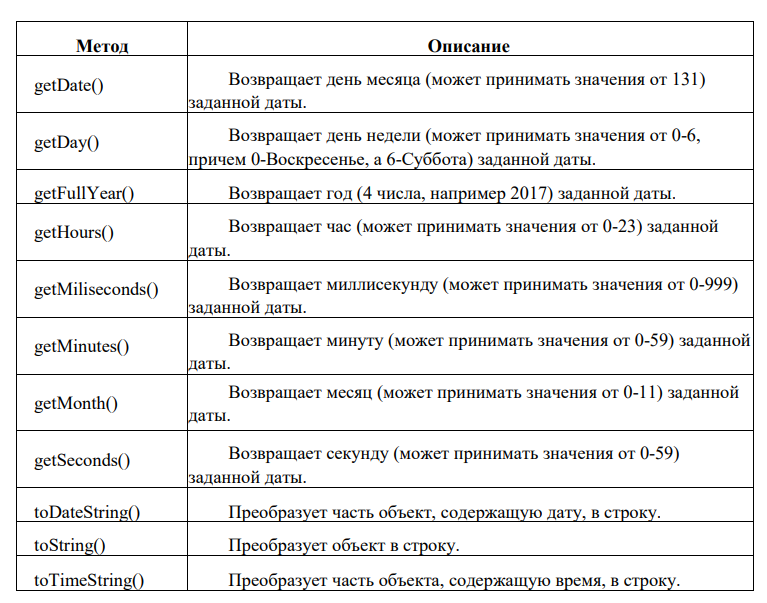 Метод Описание
getDate() Возвращает день месяца (может принимать значения от 131)
заданной даты.
getDay() Возвращает день недели (может принимать значения от 0-6,
причем 0-Воскресенье, а 6-Суббота) заданной даты.
getFullYear() Возвращает год (4 числа, например 2017) заданной даты.
getHours() Возвращает час (может принимать значения от 0-23) заданной
даты.
getMiliseconds() Возвращает миллисекунду (может принимать значения от 0-999)
заданной даты.
getMinutes() Возвращает минуту (может принимать значения от 0-59) заданной
даты.
getMonth() Возвращает месяц (может принимать значения от 0-11) заданной
даты.
getSeconds() Возвращает секунду (может принимать значения от 0-59)
заданной даты.
toDateString() Преобразует часть объект, содержащую дату, в строку.
toString() Преобразует объект в строку.
toTimeString() Преобразует часть объекта, содержащую время, в строку.